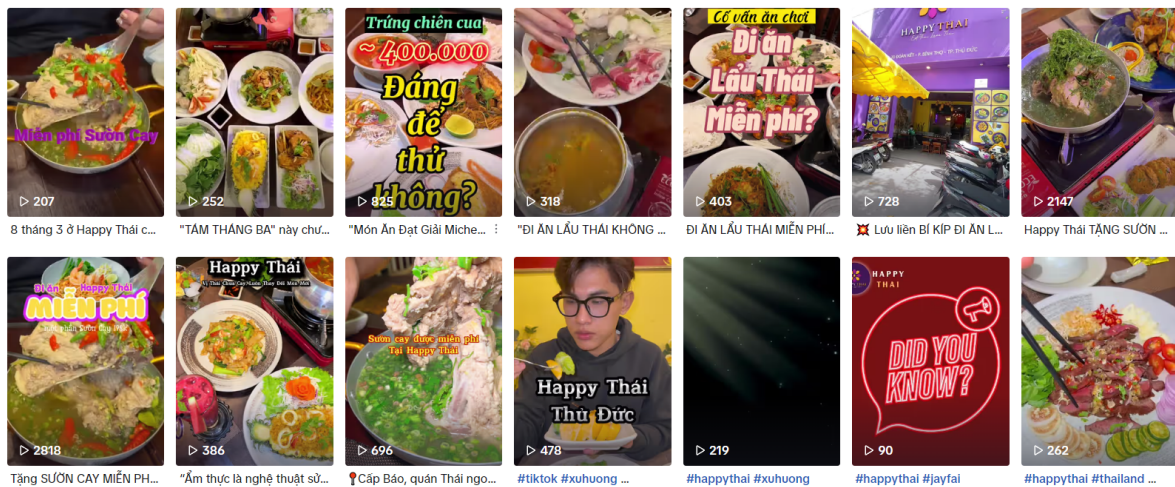 Miễn phí Sườn Cay
207
252
Trứng chiên cua
~ 400.000
Đáng
để
thử
không?
825
318
Cố vấn ăn chơi
Đi ăn
Lẩu Thái
Miễn phí?
403
HAPPY THAI
728
2147
8 tháng 3 ở Happy Thái c...
"TÁM THÁNG BA" này chư...
"Món Ăn Đạt Giải Miche...
"ĐI ĂN LẨU THÁI KHÔNG ...
ĐI ĂN LẨU THÁI MIỄN PHÍ...
💥 Lưu liền BÍ KÍP ĐI ĂN L...
Happy Thái TẶNG SƯỜN ...
Đi ăn Happy Thái
MIỄN PHÍ
2818
Happy Thái
386
Sườn cay được miễn phí
Tại Happy Thái
696
Happy Thái
Thủ Đức
478
219
HAPPY
THAI
DID YOU
KNOW?
90
262
Tặng SƯỜN CAY MIỄN PH...
“Ẩm thực là nghệ thuật sử...
📍Cấp Báo, quán Thái ngo...
#tiktok #xuhuong ...
#happythai #xuhuong
#happythai #jayfai
#happythai #thailand ...